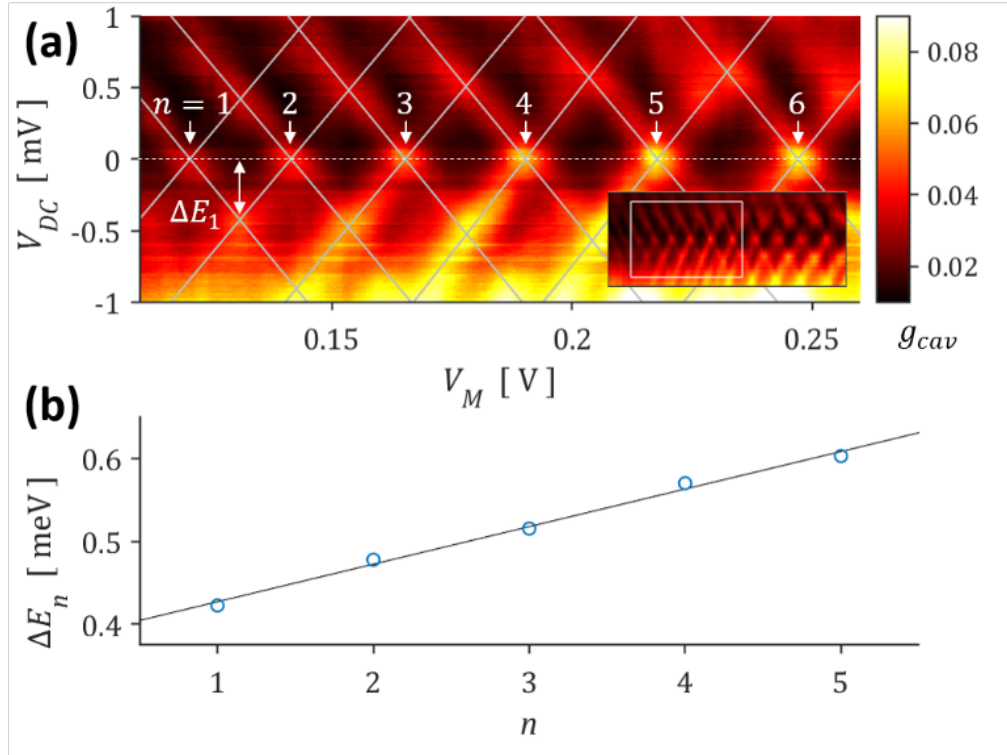 (a)
1
0.5
0
-0.5
-1
V_DC [ mV ]
n = 1 2 3 4 5 6
ΔE_1
0.15 0.2 0.25
V_M [ V ]
0.08
0.06
0.04
0.02
g_cav
(b)
0.6
0.5
0.4
ΔE_n [ meV ]
1 2 3 4 5
n